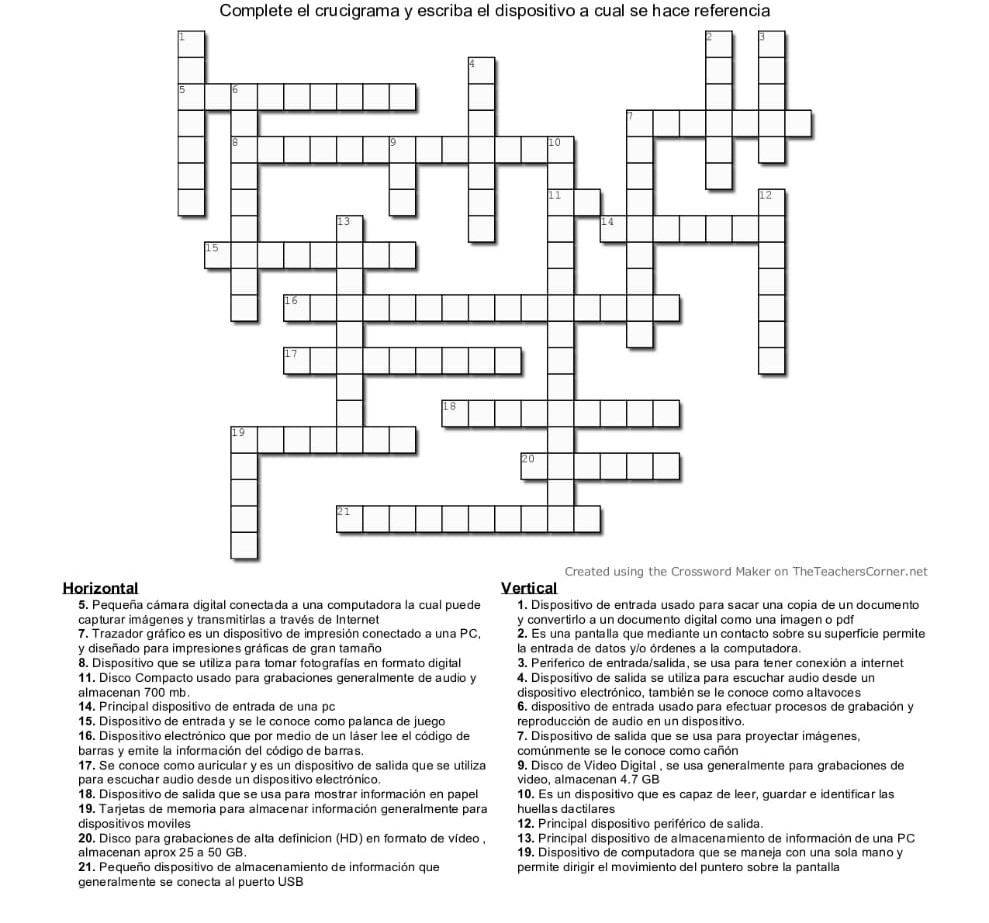 Complete el crucigrama y escriba el dispositivo a cual se hace referencia
1
2
3
4
5
6
7
8
9
10
11
12
13
14
15
16
17
18
19
20
21
Created using the Crossword Maker on TheTeachersCorner.net
Horizontal
5. Pequeña cámara digital conectada a una computadora la cual puede
capturar imágenes y transmitirlas a través de Internet
7. Trazador gráfico es un dispositivo de impresión conectado a una PC,
y diseñado para impresiones gráficas de gran tamaño
8. Dispositivo que se utiliza para tomar fotografías en formato digital
11. Disco Compacto usado para grabaciones generalmente de audio y
almacenan 700 mb.
14. Principal dispositivo de entrada de una pc
15. Dispositivo de entrada y se le conoce como palanca de juego
16. Dispositivo electrónico que por medio de un láser lee el código de
barras y emite la información del código de barras.
17. Se conoce como auricular y es un dispositivo de salida que se utiliza
para escuchar audio desde un dispositivo electrónico.
18. Dispositivo de salida que se usa para mostrar información en papel
19. Tarjetas de memoria para almacenar información generalmente para
dispositivos moviles
20. Disco para grabaciones de alta definicion (HD) en formato de vídeo ,
almacenan aprox 25 a 50 GB.
21. Pequeño dispositivo de almacenamiento de información que
generalmente se conecta al puerto USB
Vertical
1. Dispositivo de entrada usado para sacar una copia de un documento
y convertirlo a un documento digital como una imagen o pdf
2. Es una pantalla que mediante un contacto sobre su superficie permite
la entrada de datos y/o órdenes a la computadora.
3. Periferico de entrada/salida, se usa para tener conexión a internet
4. Dispositivo de salida se utiliza para escuchar audio desde un
dispositivo electrónico, también se le conoce como altavoces
6. dispositivo de entrada usado para efectuar procesos de grabación y
reproducción de audio en un dispositivo.
7. Dispositivo de salida que se usa para proyectar imágenes,
comúnmente se le conoce como cañón
9. Disco de Video Digital , se usa generalmente para grabaciones de
video, almacenan 4.7 GB
10. Es un dispositivo que es capaz de leer, guardar e identificar las
huellas dactilares
12. Principal dispositivo periférico de salida.
13. Principal dispositivo de almacenamiento de información de una PC
19. Dispositivo de computadora que se maneja con una sola mano y
permite dirigir el movimiento del puntero sobre la pantalla